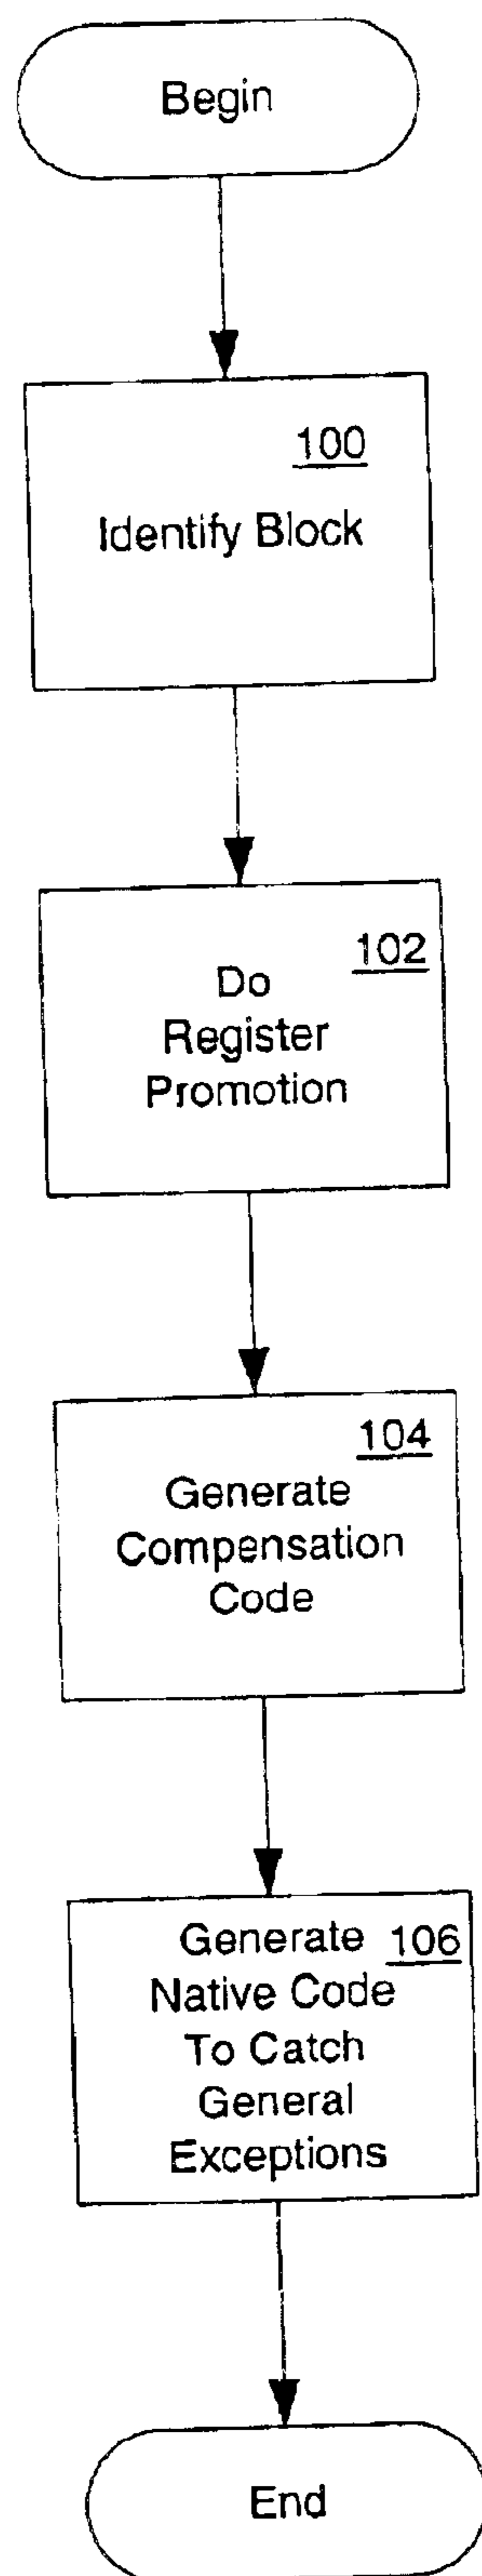 Begin
100
Identify Block
102
Do
Register
Promotion
104
Generate
Compensation
Code
Generate 106
Native Code
To Catch
General
Exceptions
End